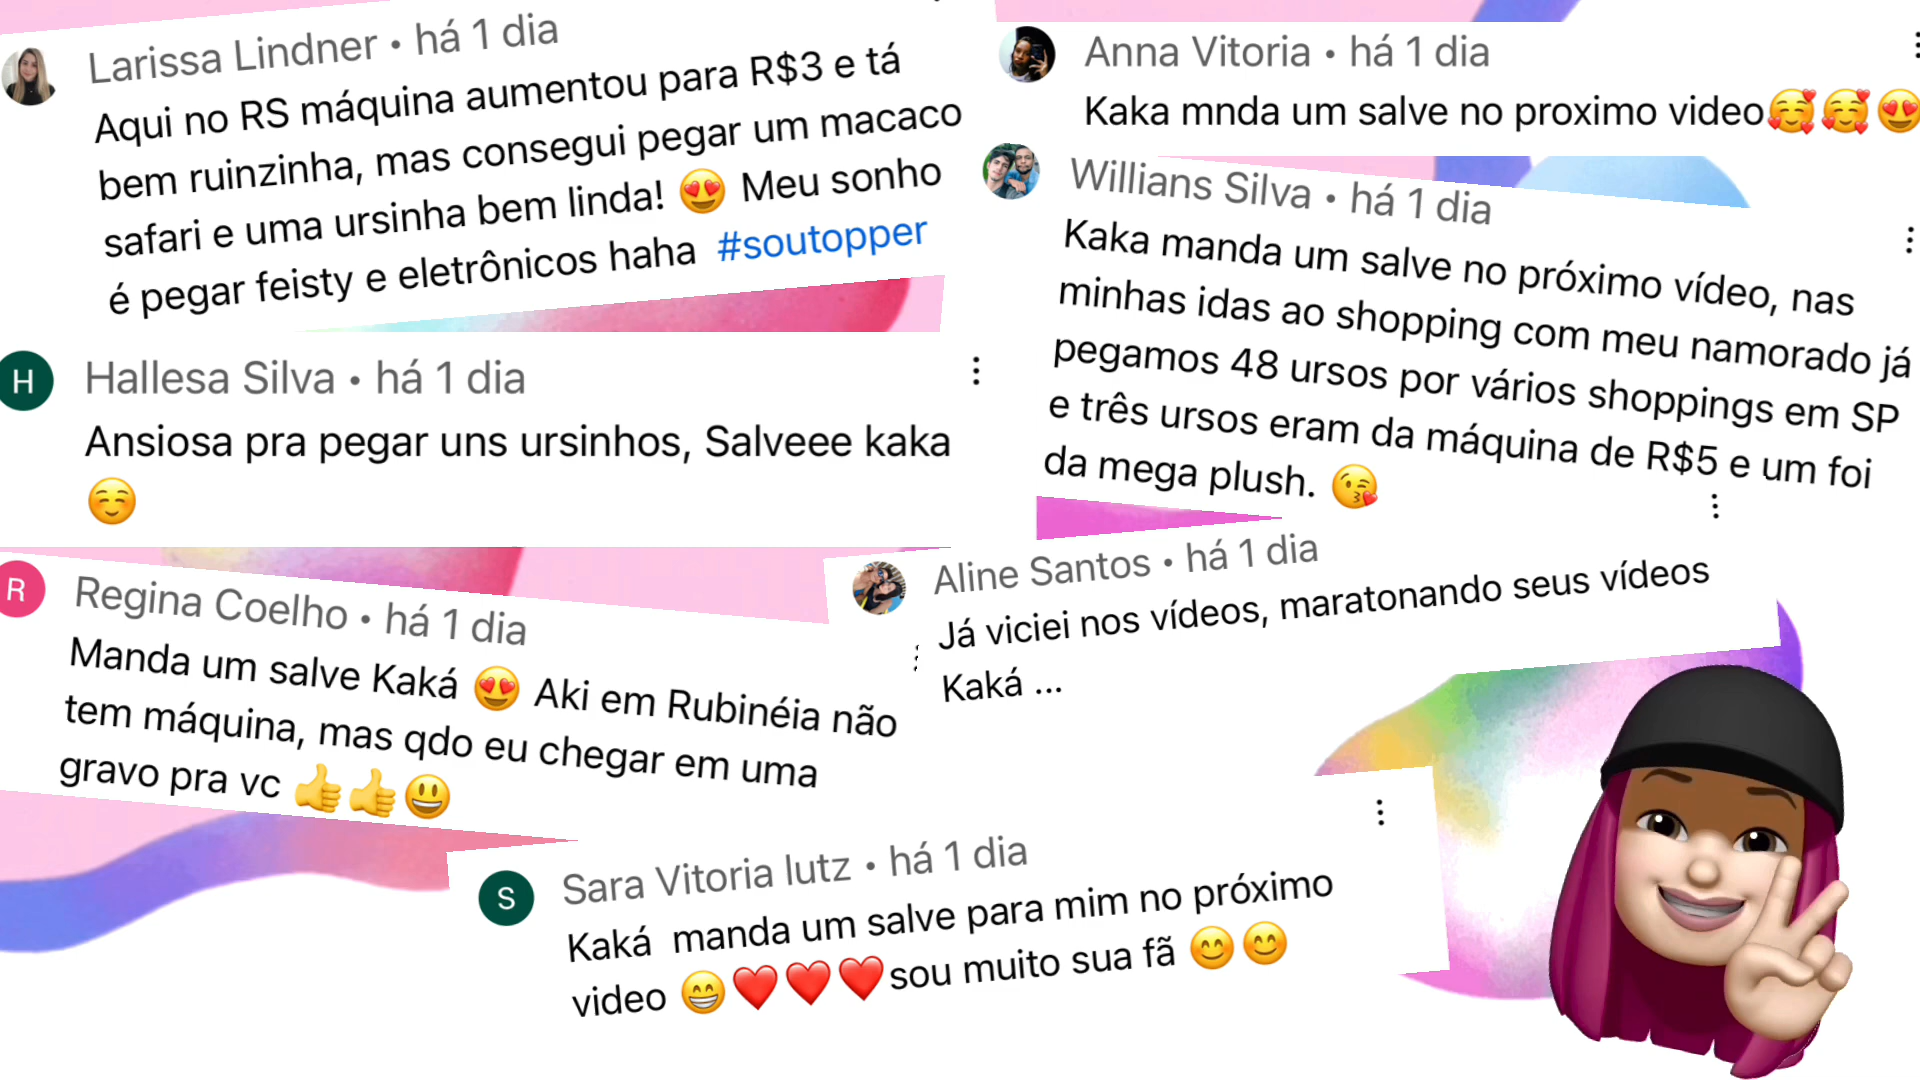 Larissa Lindner • há 1 dia
Aqui no RS máquina aumentou para R$3 e tá
bem ruinzinha, mas consegui pegar um macaco
safari e uma ursinha bem linda! 😍 Meu sonho
é pegar feisty e eletrônicos haha #soutopper
Anna Vitoria • há 1 dia
Kaka mnda um salve no proximo video🥰🥰😍
Willians Silva • há 1 dia
Kaka manda um salve no próximo vídeo, nas
minhas idas ao shopping com meu namorado já
pegamos 48 ursos por vários shoppings em SP
e três ursos eram da máquina de R$5 e um foi
da mega plush. 😘
H
Hallesa Silva • há 1 dia
Ansiosa pra pegar uns ursinhos, Salveee kaka
☺️
R
Regina Coelho • há 1 dia
Manda um salve Kaká 😍 Aki em Rubinéia não
tem máquina, mas qdo eu chegar em uma
gravo pra vc 👍👍😃
Aline Santos • há 1 dia
Já viciei nos vídeos, maratonando seus vídeos
Kaká ...
S
Sara Vitoria lutz • há 1 dia
Kaká manda um salve para mim no próximo
video 😁❤️❤️❤️sou muito sua fã 😊😊